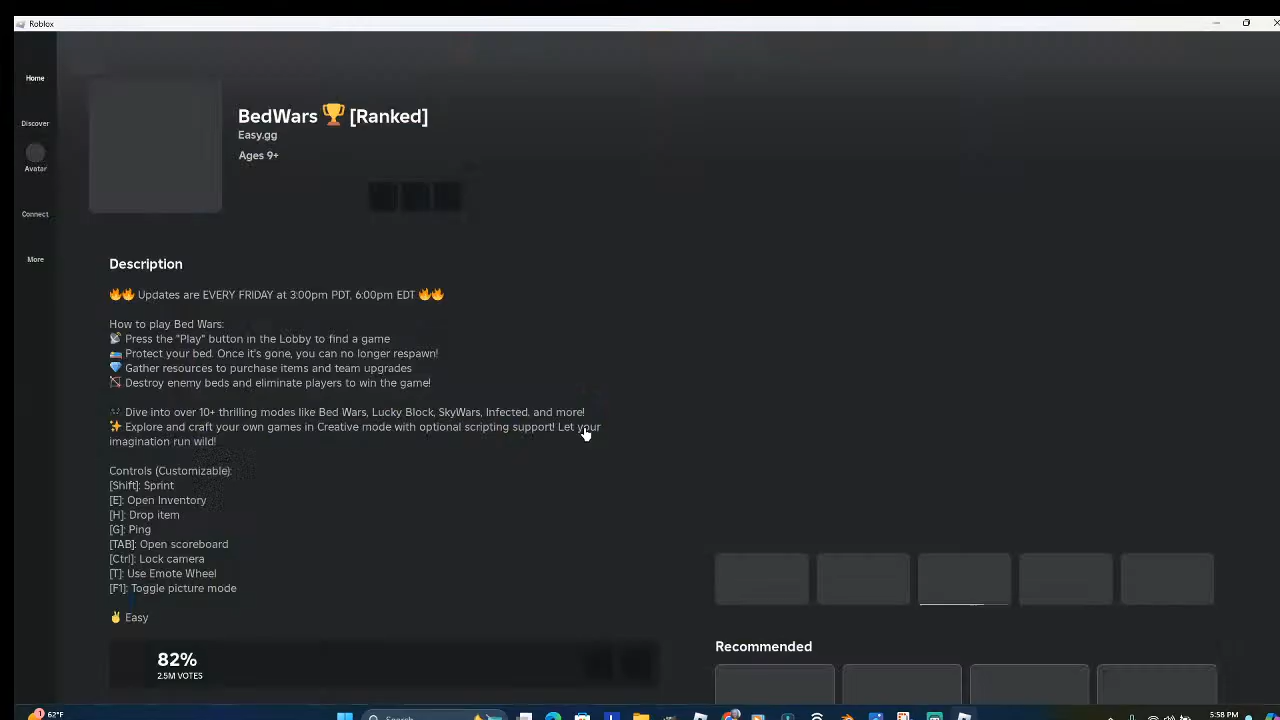 Roblox
Home
Discover
Avatar
Connect
More
BedWars 🏆 [Ranked]
Easy.gg
Ages 9+
Description
🔥🔥 Updates are EVERY FRIDAY at 3:00pm PDT, 6:00pm EDT 🔥🔥
How to play Bed Wars:
Press the "Play" button in the Lobby to find a game
Protect your bed. Once it's gone, you can no longer respawn!
💎 Gather resources to purchase items and team upgrades
Destroy enemy beds and eliminate players to win the game!
Dive into over 10+ thrilling modes like Bed Wars, Lucky Block, SkyWars, Infected, and more!
✨ Explore and craft your own games in Creative mode with optional scripting support! Let your
imagination run wild!
Controls (Customizable):
[Shift]: Sprint
[E]: Open Inventory
[H]: Drop item
[G]: Ping
[TAB]: Open scoreboard
[Ctrl]: Lock camera
[T]: Use Emote Wheel
[F1]: Toggle picture mode
✌️ Easy
82%
2.5M VOTES
Recommended
1
62°F
Search
5:58 PM